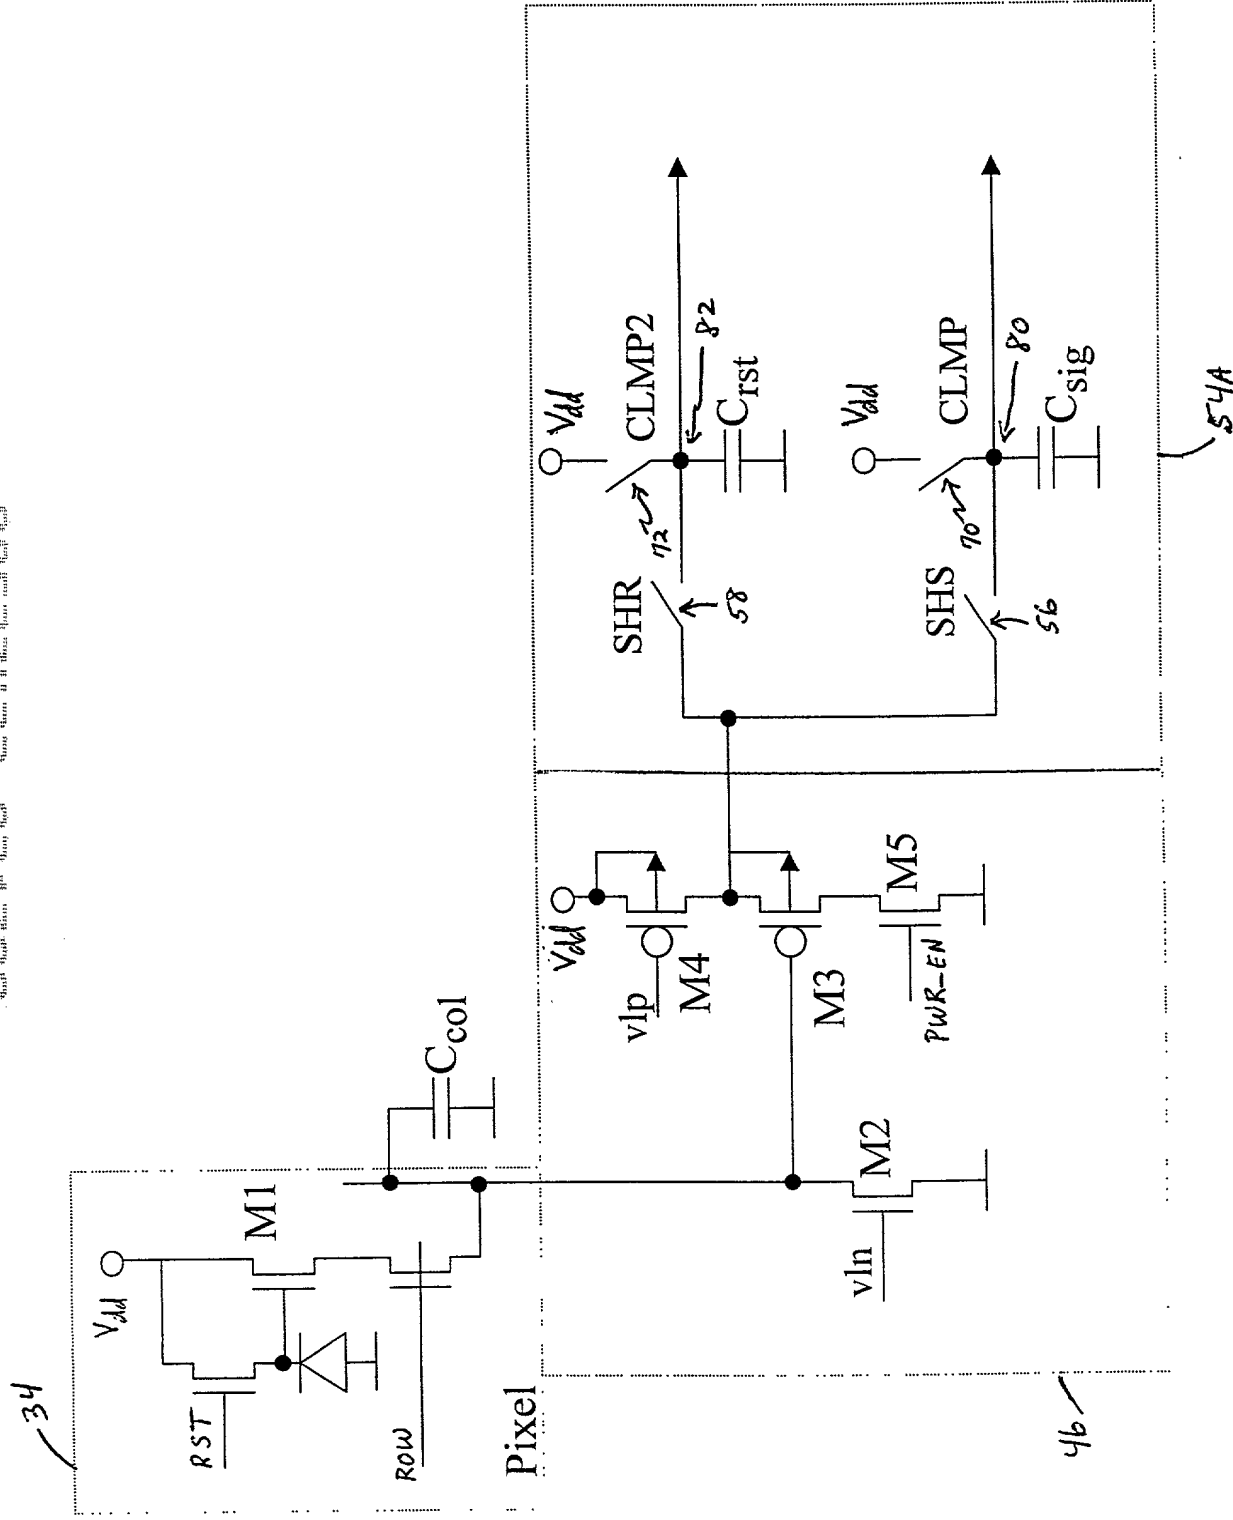 34
Vdd
RST
M1
ROW
Pixel
Ccol
vln
M2
46
Vdd
vlp
M4
M3
M5
PWR_EN
SHR
58
72
Vdd
CLMP2
82
Crst
SHS
56
70
Vdd
CLMP
80
Csig
54A